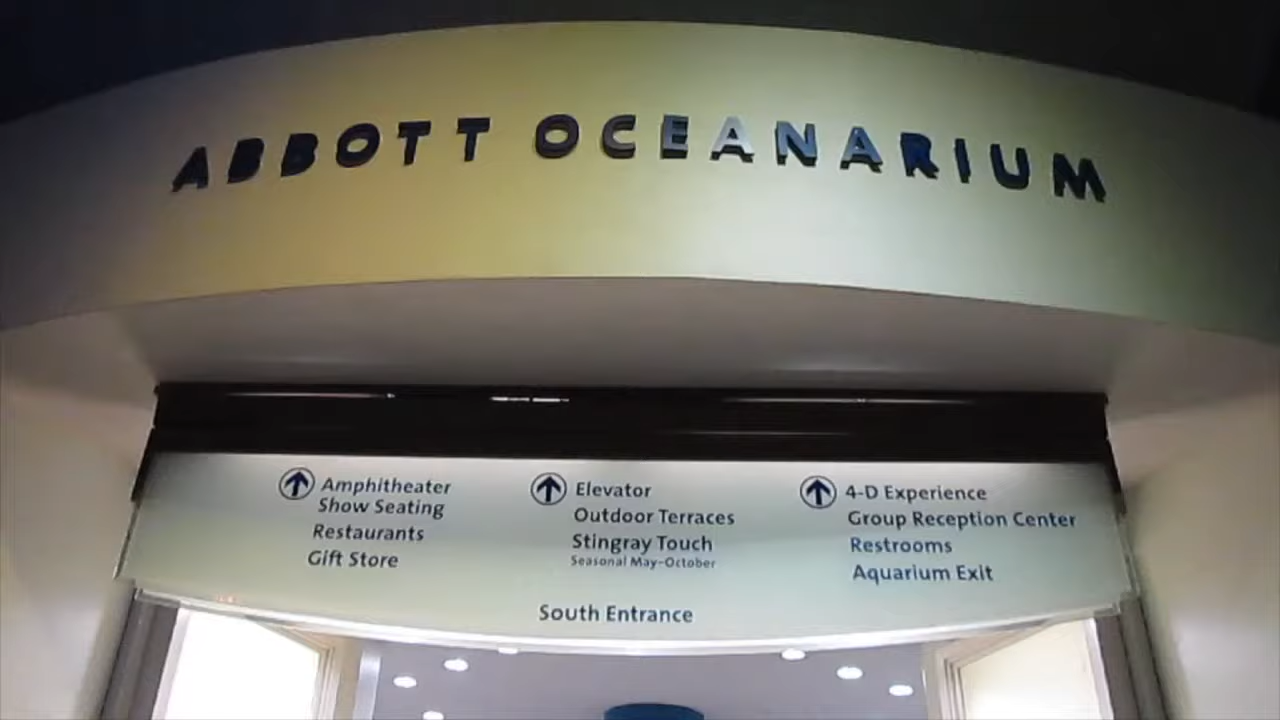 ABBOTT OCEANARIUM
Amphitheater
Show Seating
Restaurants
Gift Store
Elevator
Outdoor Terraces
Stingray Touch
Seasonal May-October
4-D Experience
Group Reception Center
Restrooms
Aquarium Exit
South Entrance